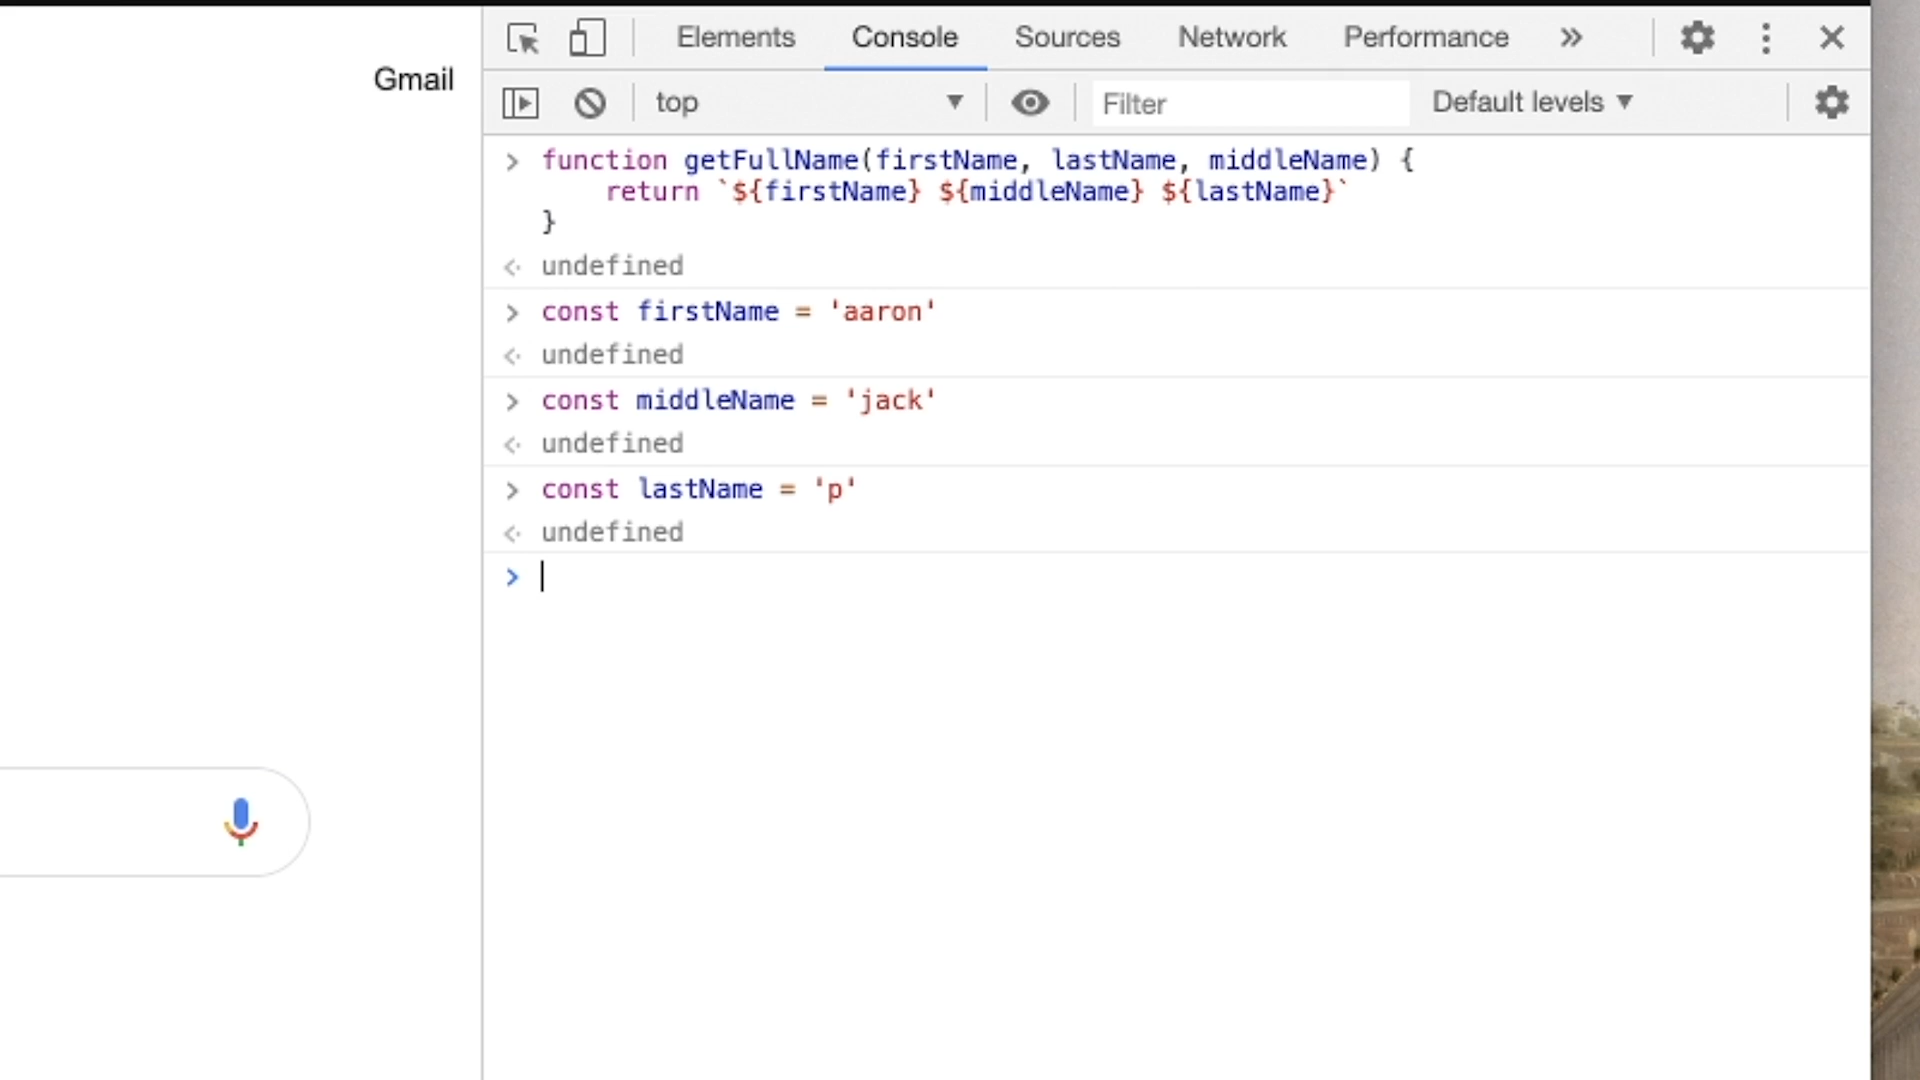 Gmail
Elements Console Sources Network Performance »
top ▼ Filter Default levels ▼
> function getFullName(firstName, lastName, middleName) {
    return `${firstName} ${middleName} ${lastName}`
}
<· undefined
> const firstName = 'aaron'
<· undefined
> const middleName = 'jack'
<· undefined
> const lastName = 'p'
<· undefined
>